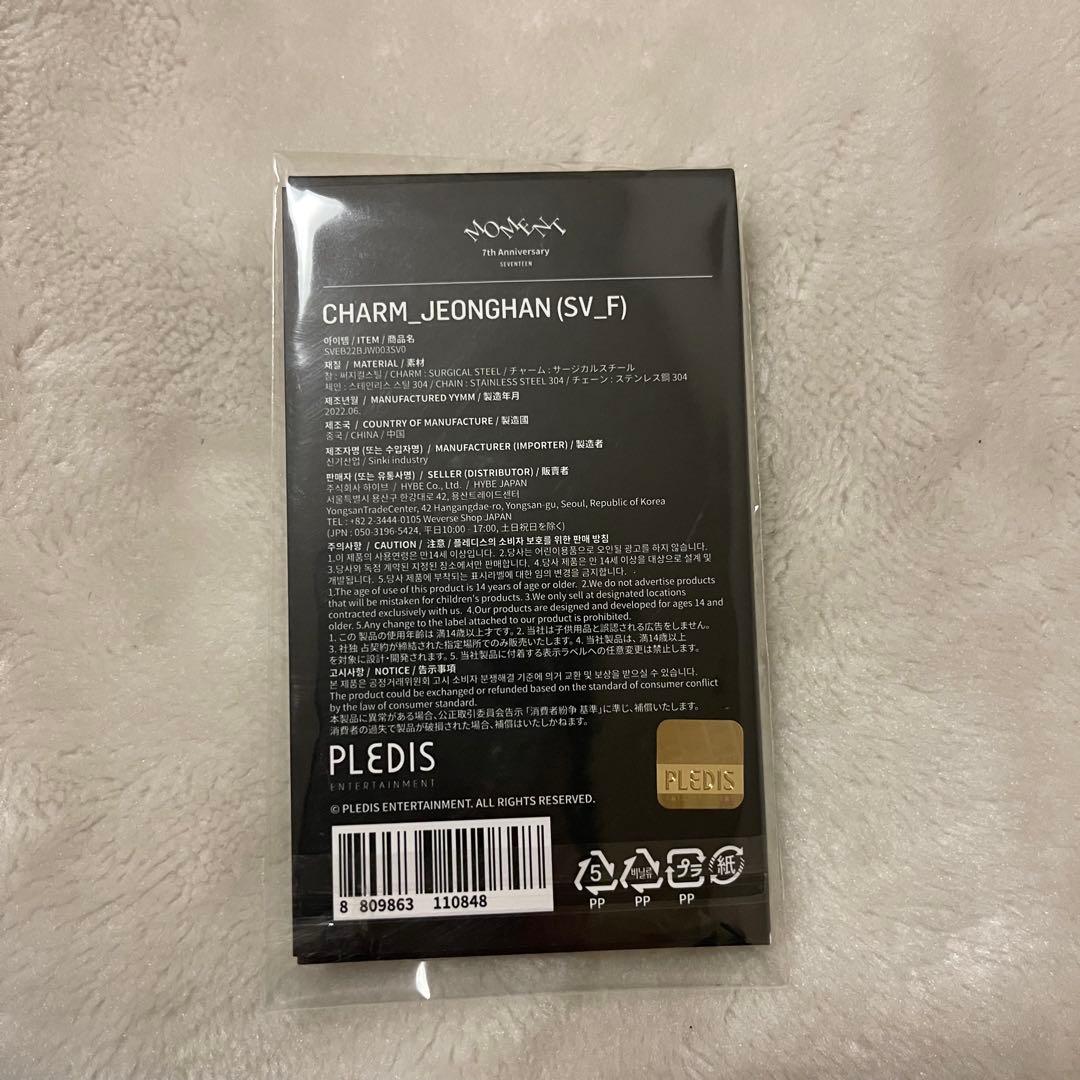 MOMENT
7th Anniversary
SEVENTEEN
CHARM_JEONGHAN (SV_F)
아이템 / ITEM / 商品名
SVEB22BJW003SV0
재질 / MATERIAL / 素材
참 : 써지컬스틸 / CHARM : SURGICAL STEEL / チャーム : サージカルスチール
체인 : 스테인리스 스틸 304 / CHAIN : STAINLESS STEEL 304 / チェーン : ステンレス鋼 304
제조년월 / MANUFACTURED YYMM / 製造年月
2022.06.
제조국 / COUNTRY OF MANUFACTURE / 製造國
중국 / CHINA / 中国
제조자명 (또는 수입자명) / MANUFACTURER (IMPORTER) / 製造者
신기산업 / Sinki industry
판매자 (또는 유통사명) / SELLER (DISTRIBUTOR) / 販賣者
주식회사 하이브 / HYBE Co., Ltd. / HYBE JAPAN
서울특별시 용산구 한강대로 42, 용산트레이드센터
YongsanTradeCenter, 42 Hangangdae-ro, Yongsan-gu, Seoul, Republic of Korea
TEL : +82 2-3444-0105 Weverse Shop JAPAN
(JPN : 050-3196-5424, 平日10:00 - 17:00, 土日祝日を除く)
주의사항 / CAUTION / 注意 / 플레디스의 소비자 보호를 위한 판매 방침
1.이 제품의 사용연령은 만14세 이상입니다. 2.당사는 어린이용품으로 오인될 광고를 하지 않습니다.
3.당사와 독점 계약된 지정된 장소에서만 판매합니다. 4.당사 제품은 만 14세 이상을 대상으로 설계 및
개발됩니다. 5.당사 제품에 부착되는 표시라벨에 대한 임의 변경을 금지합니다.
1.The age of use of this product is 14 years of age or older. 2.We do not advertise products
that will be mistaken for children's products. 3.We only sell at designated locations
contracted exclusively with us. 4.Our products are designed and developed for ages 14 and
older. 5.Any change to the label attached to our product is prohibited.
1. この 製品の使用年齢は 満14歳以上才です。2. 当社は子供用品と誤認される広告をしません。
3. 社独 占契約が締結された指定場所でのみ販売いたします。4. 当社製品は、満14歳以上
を対象に設計・開発されます。5. 当社製品に付着する表示ラベルへの任意変更は禁止します。
고시사항 / NOTICE / 告示事項
본 제품은 공정거래위원회 고시 소비자 분쟁해결 기준에 의거 교환 및 보상을 받으실 수 있습니다.
The product could be exchanged or refunded based on the standard of consumer conflict
by the law of consumer standard.
本製品に異常がある場合、公正取引委員会告示 「消費者紛争 基準」に準じ、補償いたします。
消費者の過失で製品が破損された場合、補償はいたしかねます。
PLEDIS
ENTERTAINMENT
PLEDIS
© PLEDIS ENTERTAINMENT. ALL RIGHTS RESERVED.
8 809863 110848
5 비닐류 プラ 紙
PP PP PP